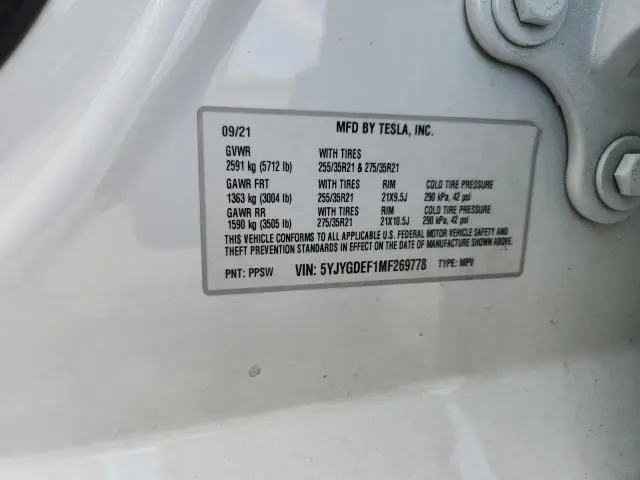 09/21 MFD BY TESLA, INC.
GVWR WITH TIRES
2591 kg (5712 lb) 255/35R21 & 275/35R21
GAWR FRT WITH TIRES RIM COLD TIRE PRESSURE
1363 kg (3004 lb) 255/35R21 21X9.5J 290 kPa, 42 psi
GAWR RR WITH TIRES RIM COLD TIRE PRESSURE
1590 kg (3505 lb) 275/35R21 21X10.5J 290 kPa, 42 psi
THIS VEHICLE CONFORMS TO ALL APPLICABLE U.S. FEDERAL MOTOR VEHICLE SAFETY AND
THEFT PREVENTION STANDARDS IN EFFECT ON THE DATE OF MANUFACTURE SHOWN ABOVE.
PNT: PPSW VIN: 5YJYGDEF1MF269778 TYPE: MPV